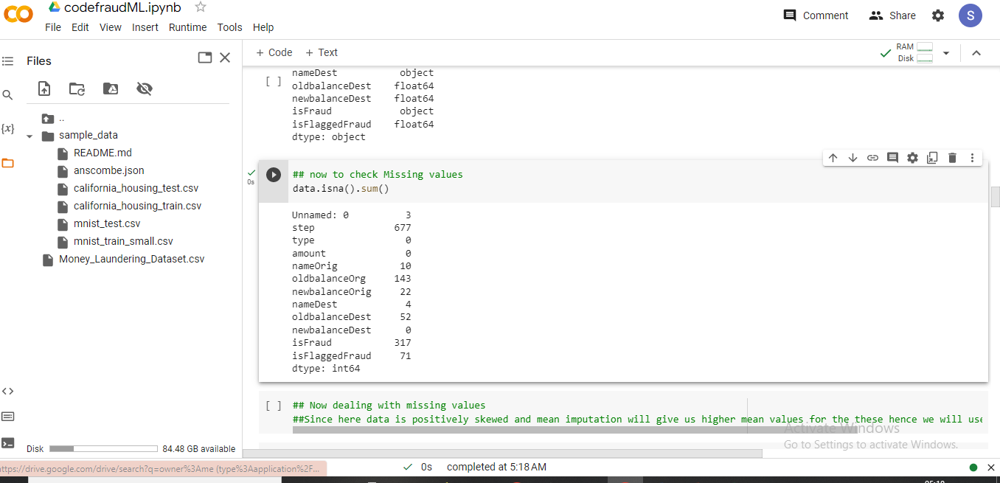 codefraudML.ipynb
File Edit View Insert Runtime Tools Help
Comment Share S
Files
+ Code + Text
RAM
Disk
nameDest object
[ ] oldbalanceDest float64
newbalanceDest float64
isFraud object
isFlaggedFraud float64
dtype: object
..
sample_data
README.md
anscombe.json
california_housing_test.csv
california_housing_train.csv
mnist_test.csv
mnist_train_small.csv
Money_Laundering_Dataset.csv
{x}
0s
## now to check Missing values
data.isna().sum()
Unnamed: 0 3
step 677
type 0
amount 0
nameOrig 10
oldbalanceOrg 143
newbalanceOrig 22
nameDest 4
oldbalanceDest 52
newbalanceDest 0
isFraud 317
isFlaggedFraud 71
dtype: int64
[ ] ## Now dealing with missing values
##Since here data is positively skewed and mean imputation will give us higher mean values for the these hence we will use
Activate Windows
Go to Settings to activate Windows.
Disk 84.48 GB available
ttps://drive.google.com/drive/search?q=owner%3Ame (type%3Aapplication%2F...
0s completed at 5:18 AM